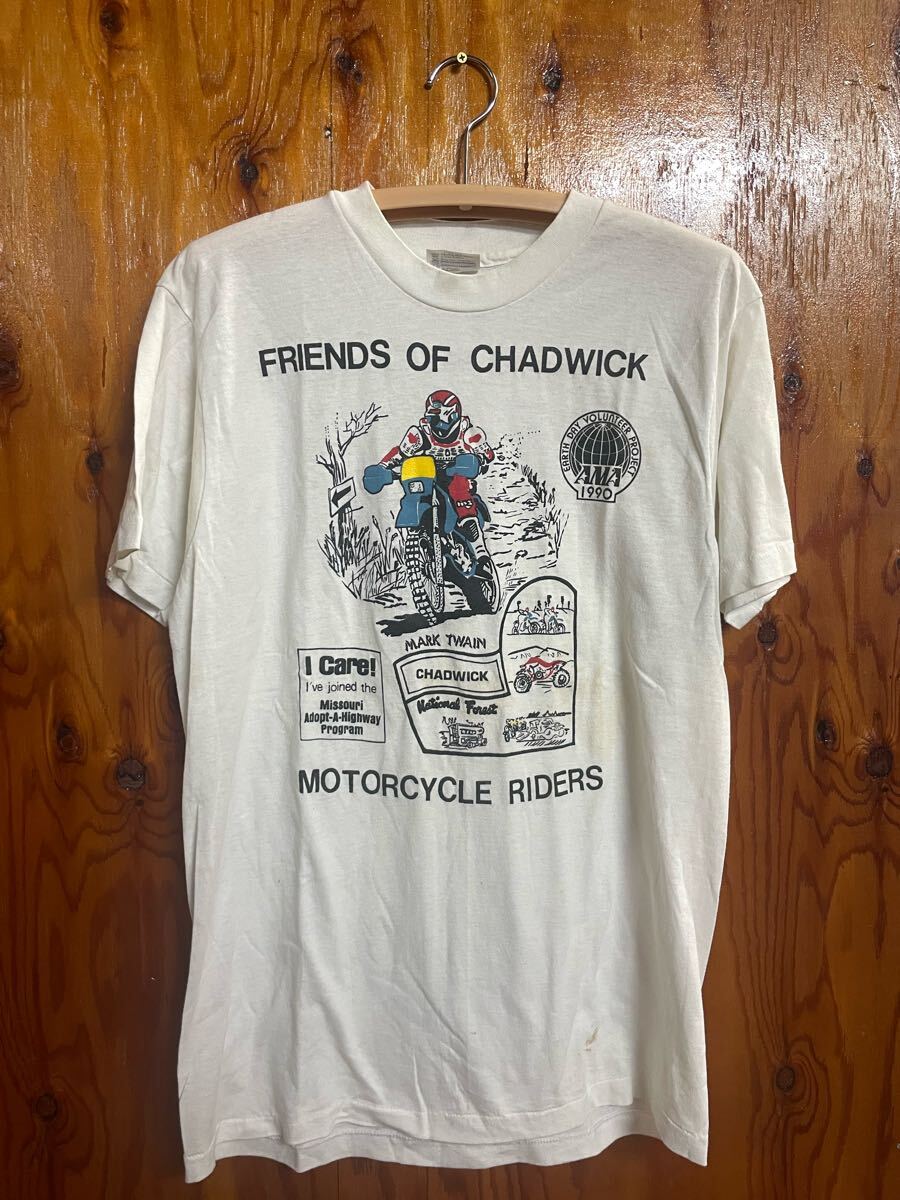 FRIENDS OF CHADWICK
EARTH DAY VOLUNTEER PROJECT
AMA
1990
MARK TWAIN
CHADWICK
National Forest
I Care!
I've joined the
Missouri
Adopt-A-Highway
Program
MOTORCYCLE RIDERS